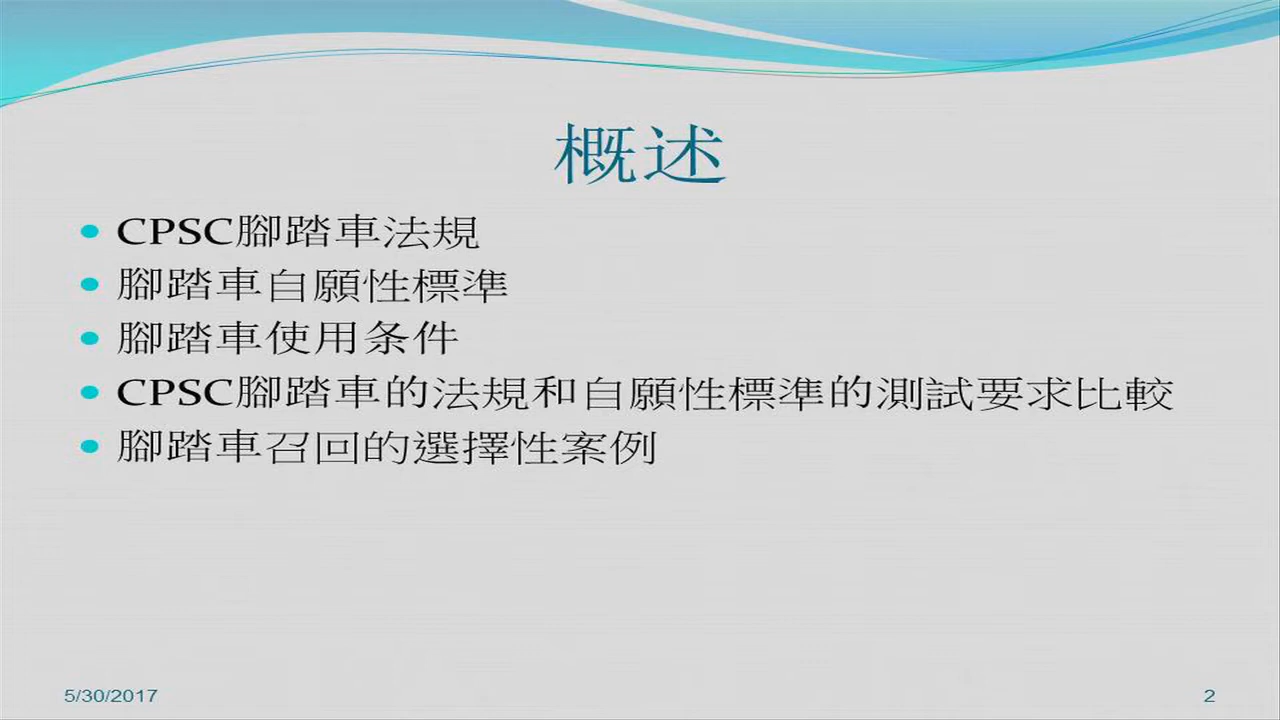 概述
CPSC腳踏車法規
腳踏車自願性標準
腳踏車使用条件
CPSC腳踏車的法規和自願性標準的測試要求比較
腳踏車召回的選擇性案例
5/30/2017
2